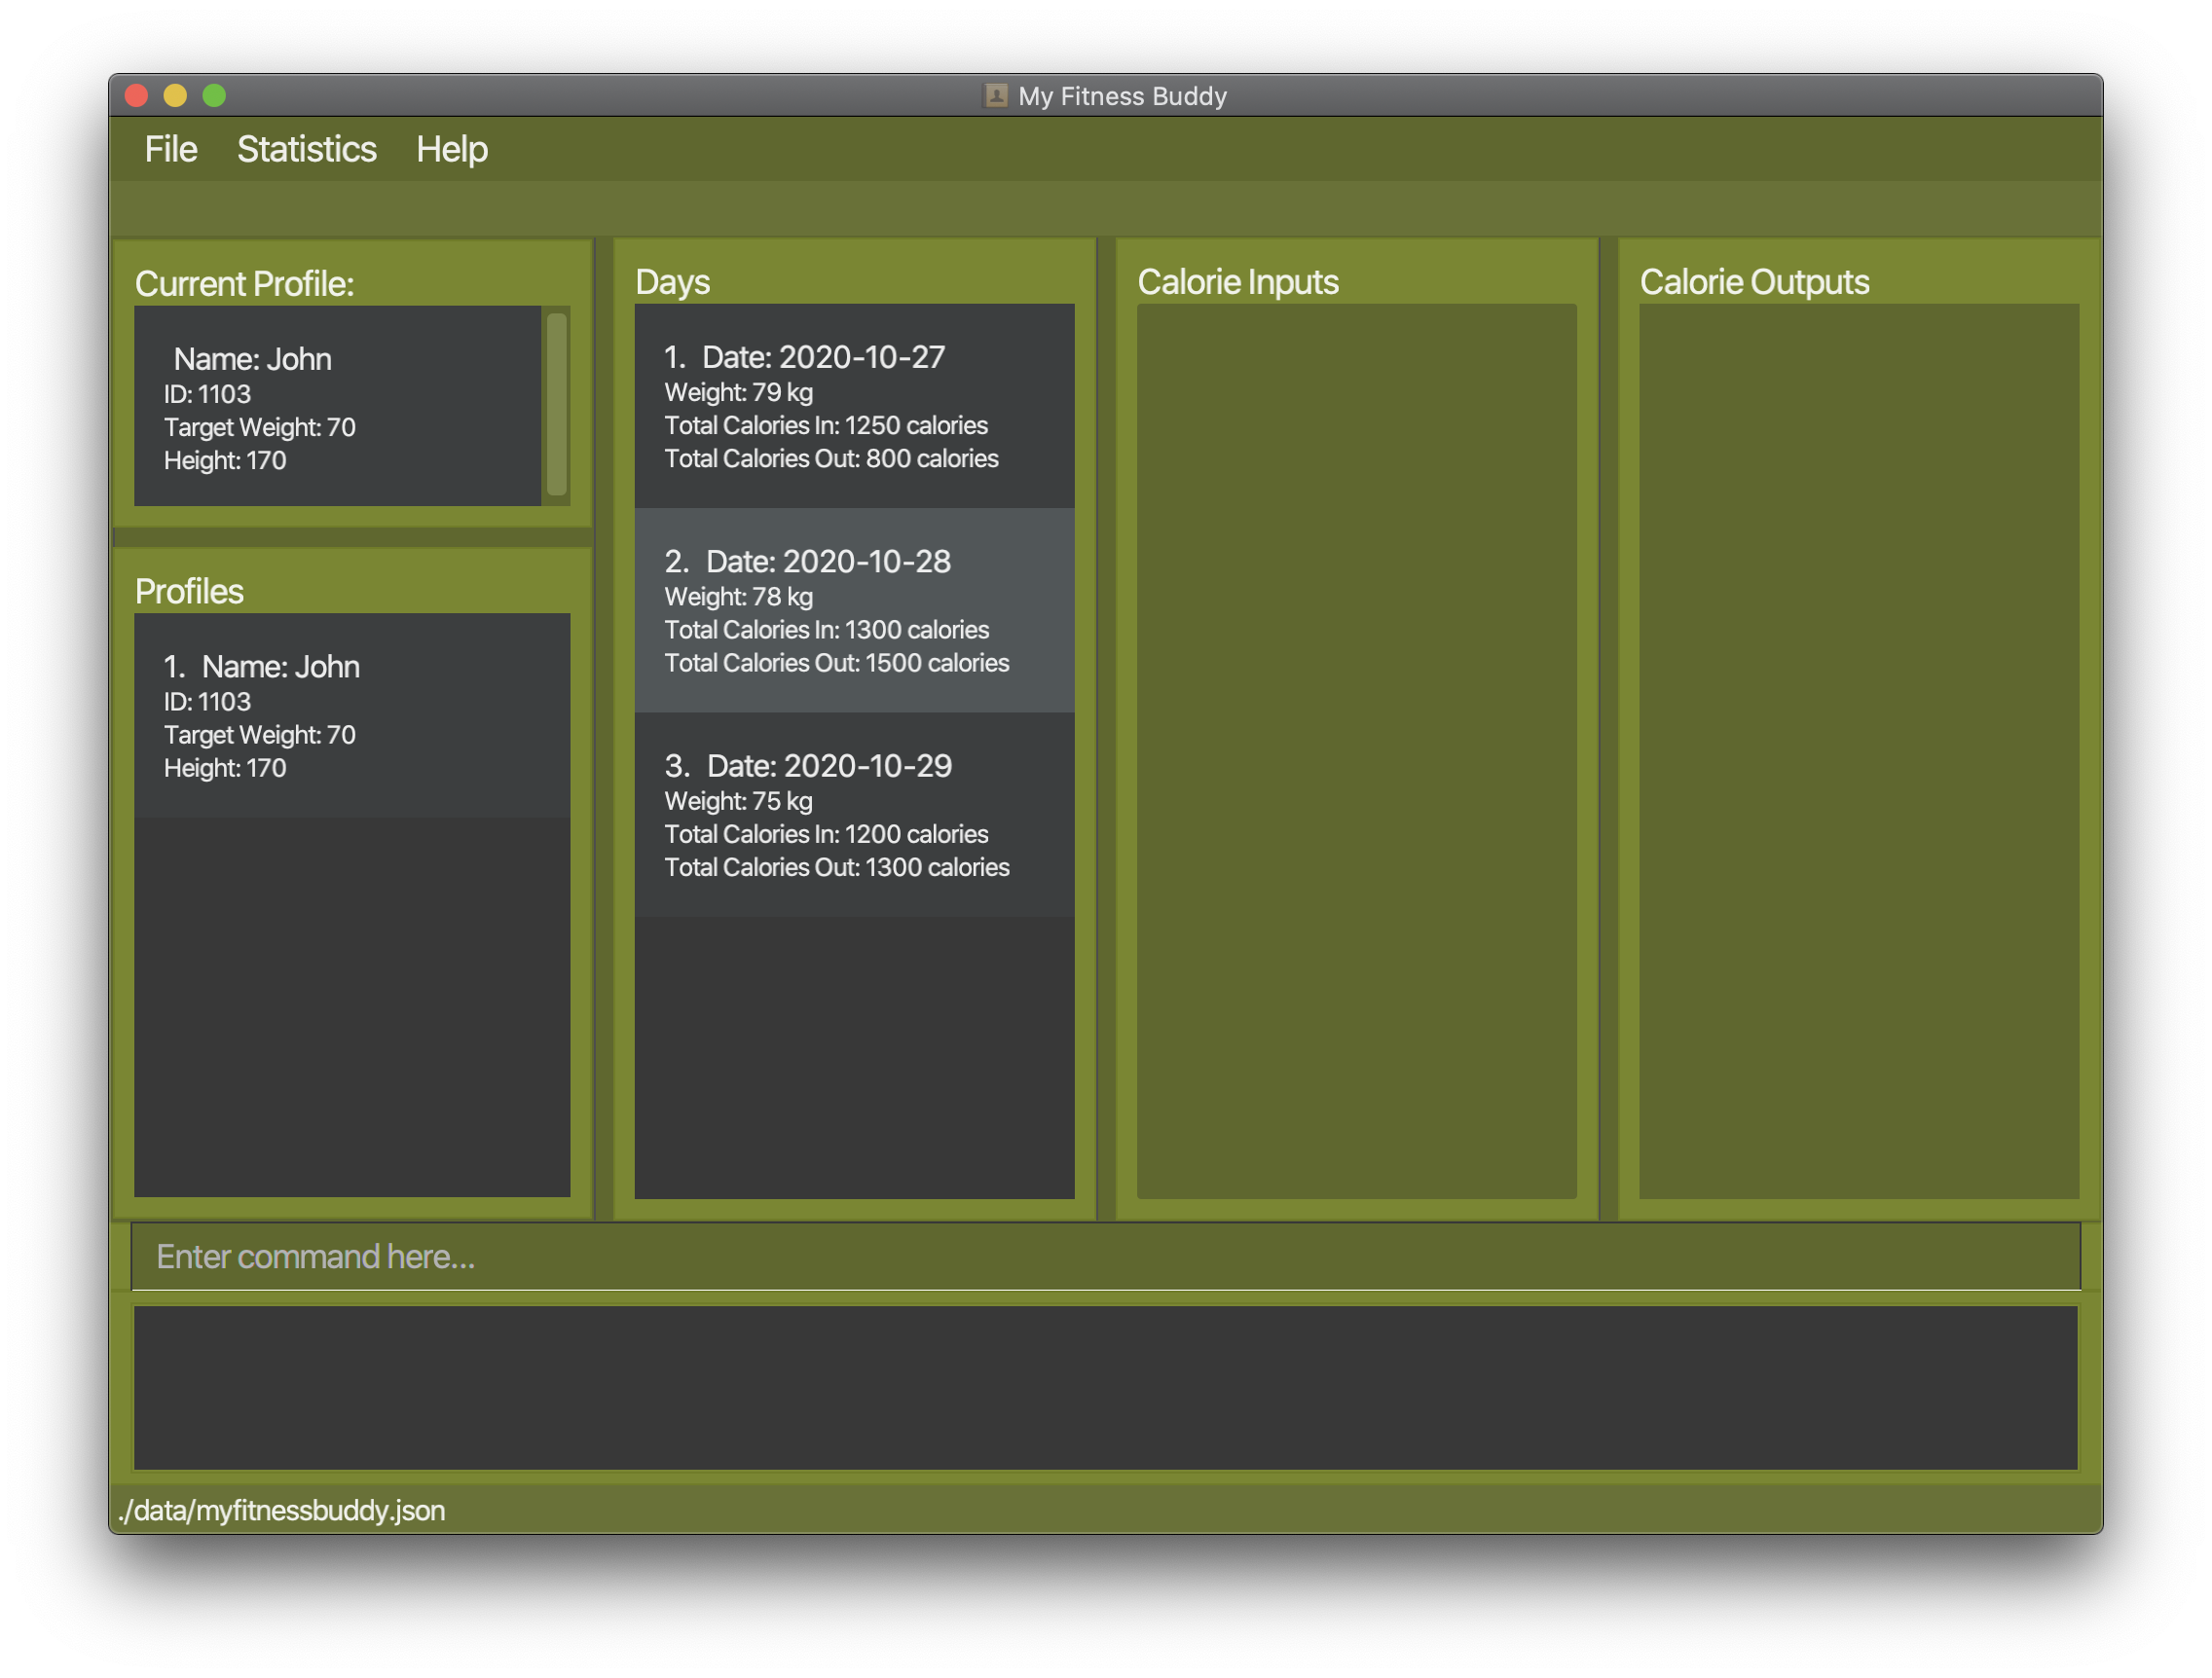 My Fitness Buddy
File Statistics Help
Current Profile:
Name: John
ID: 1103
Target Weight: 70
Height: 170
Profiles
1. Name: John
ID: 1103
Target Weight: 70
Height: 170
Days
1. Date: 2020-10-27
Weight: 79 kg
Total Calories In: 1250 calories
Total Calories Out: 800 calories
2. Date: 2020-10-28
Weight: 78 kg
Total Calories In: 1300 calories
Total Calories Out: 1500 calories
3. Date: 2020-10-29
Weight: 75 kg
Total Calories In: 1200 calories
Total Calories Out: 1300 calories
Calorie Inputs
Calorie Outputs
Enter command here...
./data/myfitnessbuddy.json